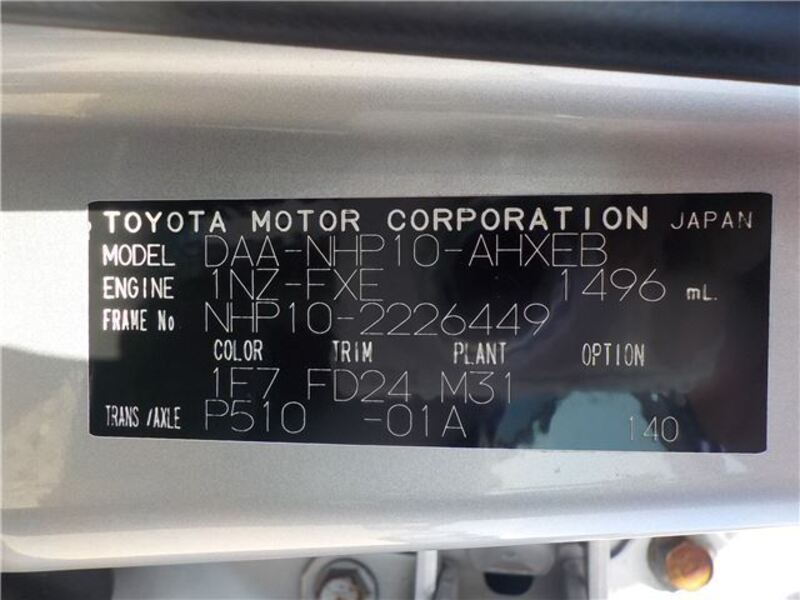 TOYOTA MOTOR CORPORATION JAPAN
MODEL DAA-NHP10-AHXEB
ENGINE 1NZ-FXE 1496 mL.
FRAME No NHP10-2226449
COLOR TRIM PLANT OPTION
1F7 FD24 M31
TRANS/AXLE P510 -01A 140